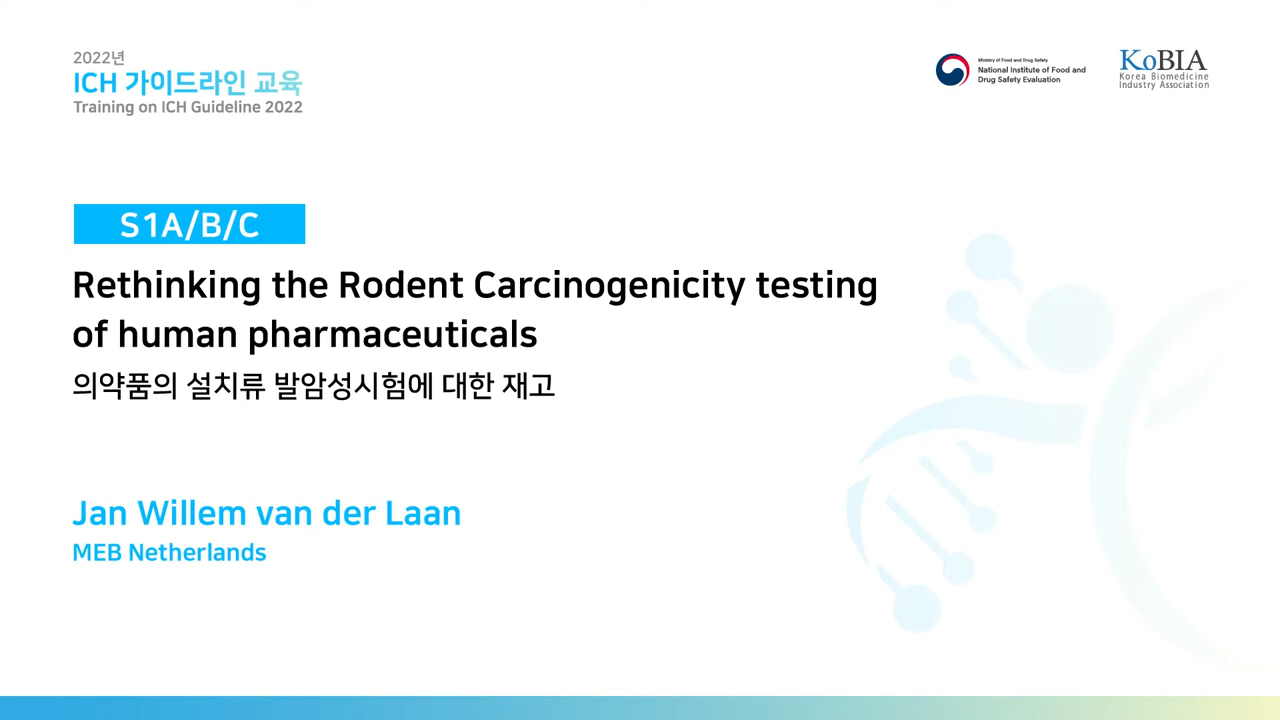 2022년
ICH 가이드라인 교육
Training on ICH Guideline 2022
Ministry of Food and Drug Safety
National Institute of Food and
Drug Safety Evaluation
KoBIA
Korea Biomedicine
Industry Association
S1A/B/C
Rethinking the Rodent Carcinogenicity testing
of human pharmaceuticals
의약품의 설치류 발암성시험에 대한 재고
Jan Willem van der Laan
MEB Netherlands